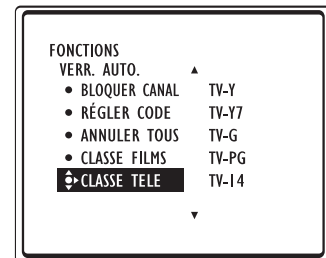 FONCTIONS
VERR. AUTO.
• BLOQUER CANAL TV-Y
• RÉGLER CODE TV-Y7
• ANNULER TOUS TV-G
• CLASSE FILMS TV-PG
CLASSE TELE TV-14